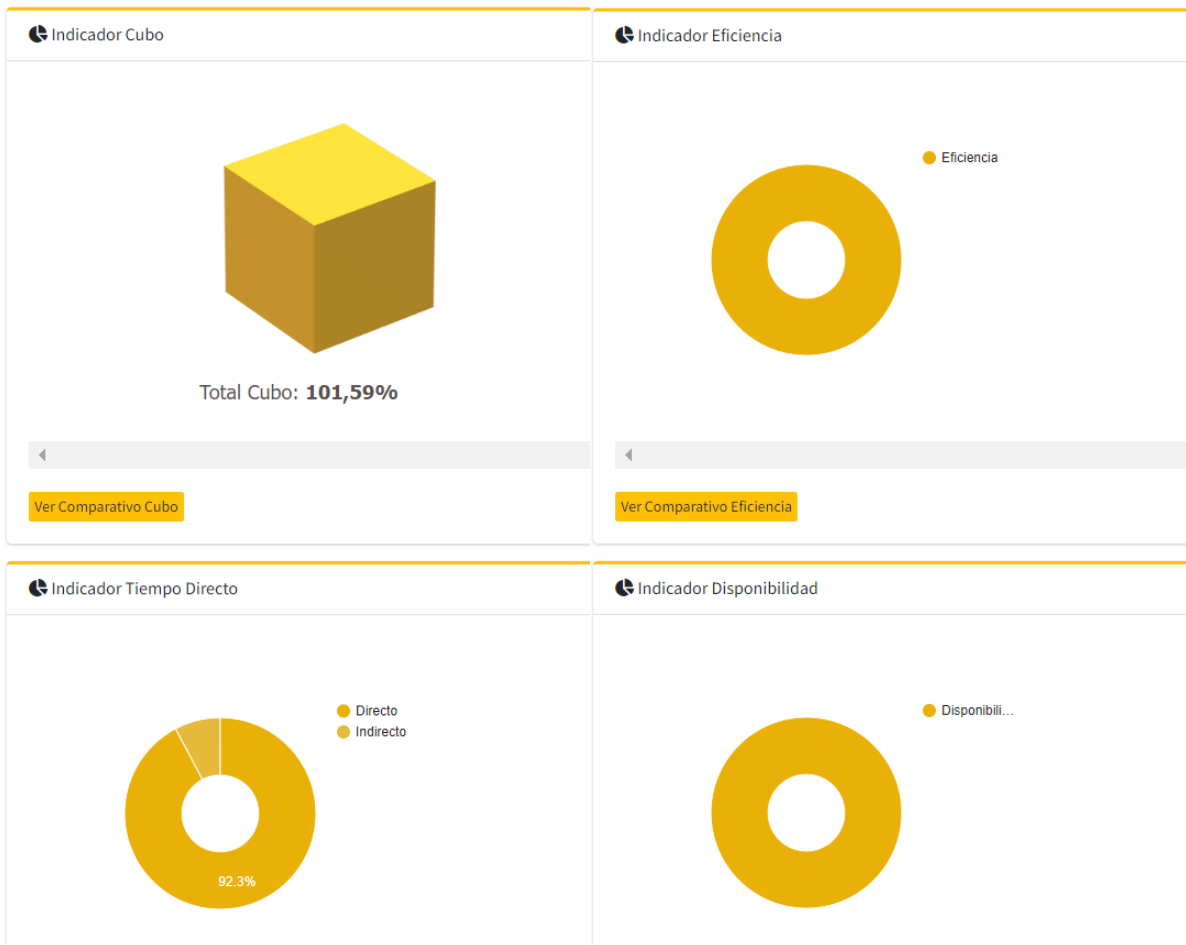 Indicador Cubo
Total Cubo: 101,59%
Ver Comparativo Cubo
Indicador Eficiencia
Eficiencia
Ver Comparativo Eficiencia
Indicador Tiempo Directo
Directo
Indirecto
92.3%
Indicador Disponibilidad
Disponibili...